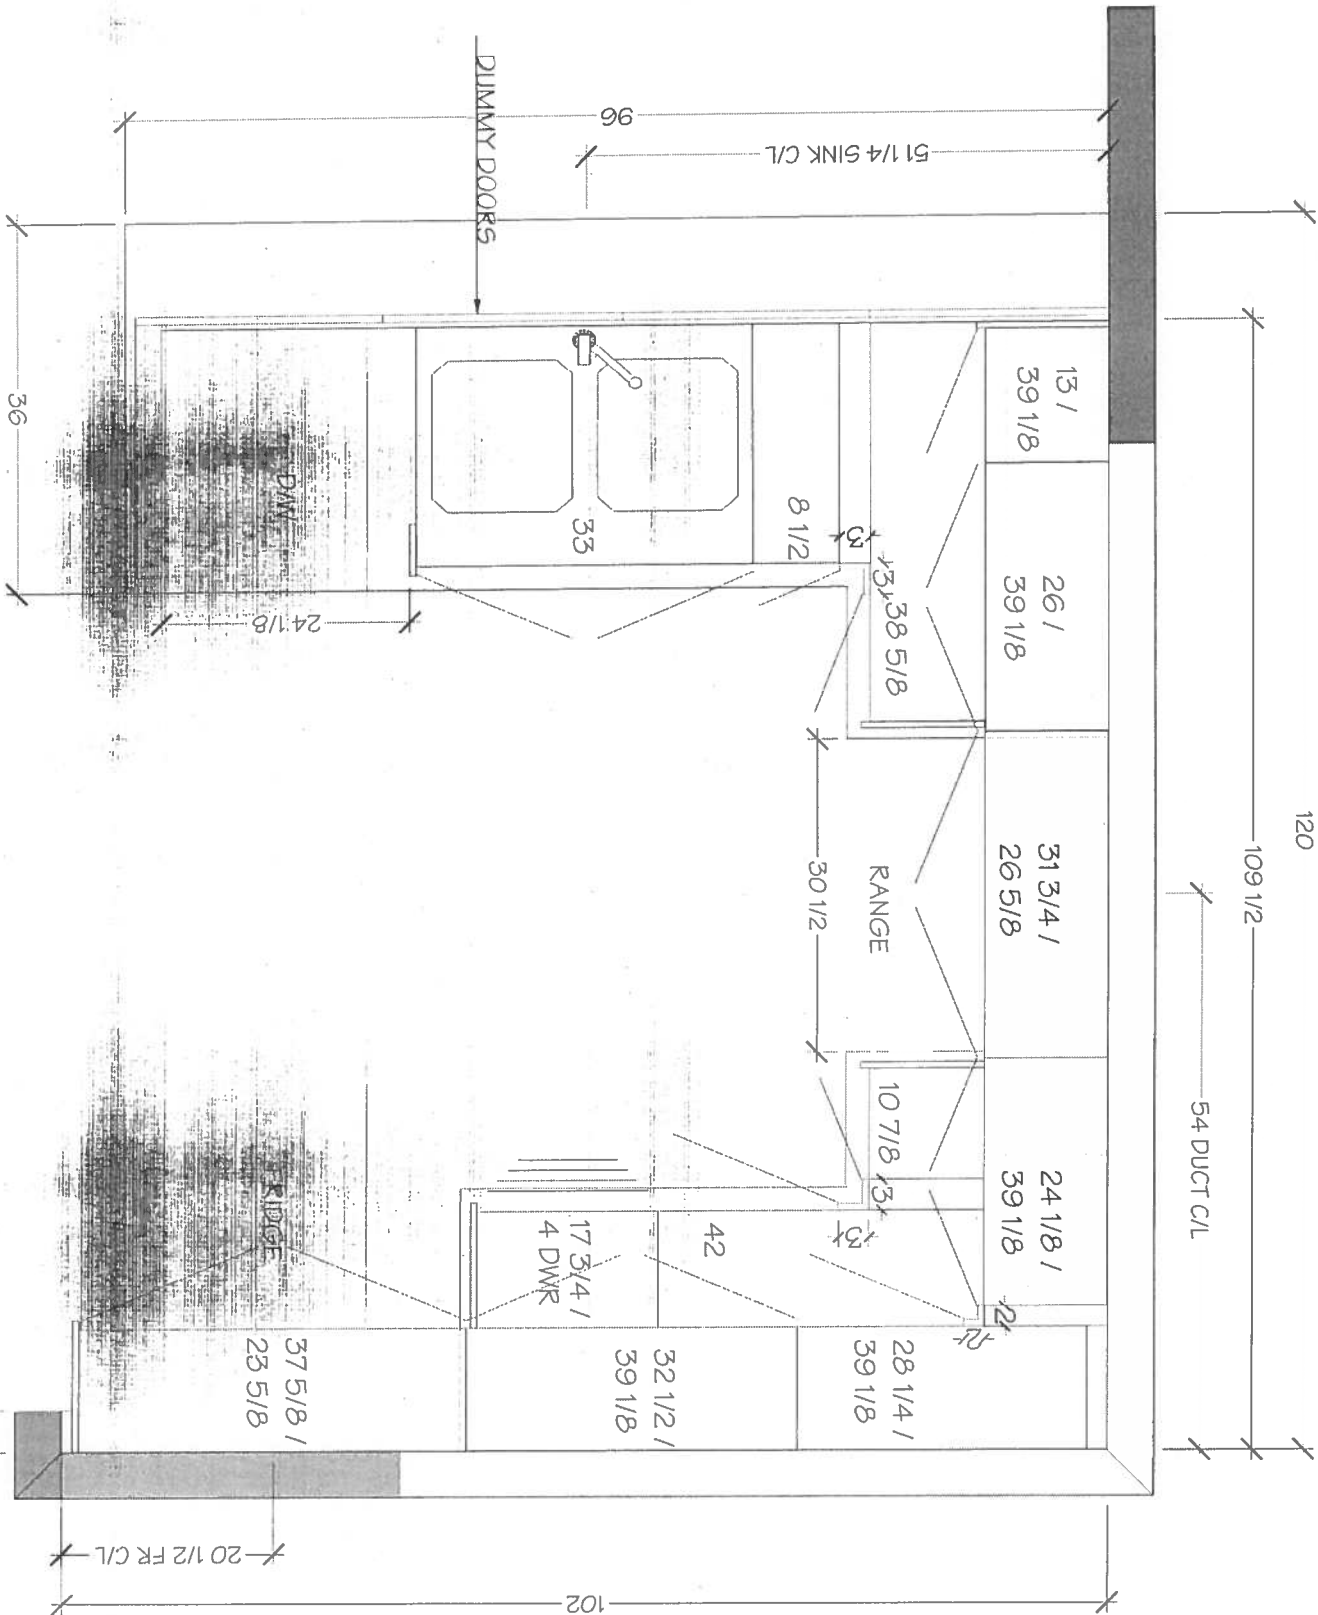 DUMMY DOORS
96
51 1/4 SINK C/L
36
D/W
24 1/8
33
8 1/2
3
3
38 5/8
13 /
39 1/8
26 /
39 1/8
31 3/4 /
26 5/8
24 1/8 /
39 1/8
RANGE
30 1/2
10 7/8
3
3
120
109 1/2
54 DUCT C/L
FRIDGE
17 3/4 /
4 DWR
42
2
2
37 5/8 /
23 5/8
32 1/2 /
39 1/8
28 1/4 /
39 1/8
20 1/2 FR C/L
102